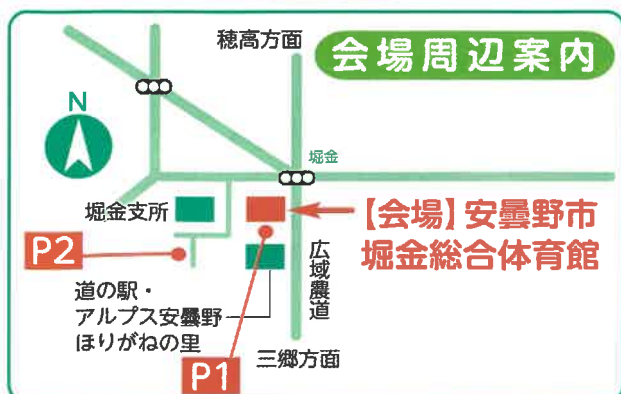 会場周辺案内
穂高方面
N
堀金
堀金支所
【会場】安曇野市
堀金総合体育館
P2
広域農道
道の駅・
アルプス安曇野
ほりがねの里
P1
三郷方面